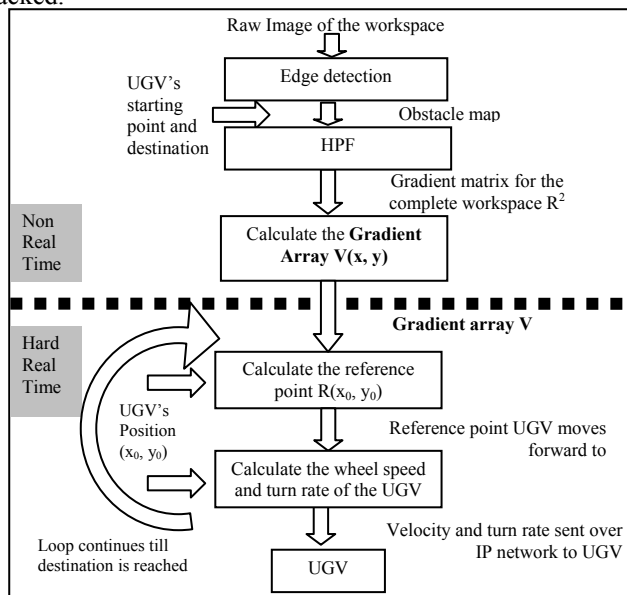 Raw Image of the workspace
Edge detection
UGV's
starting
point and
destination
Obstacle map
HPF
Gradient matrix for the
complete workspace R²
Non
Real
Time
Calculate the Gradient
Array V(x, y)
Gradient array V
Hard
Real
Time
Calculate the reference
point R(x₀, y₀)
UGV's
Position
(x₀, y₀)
Reference point UGV moves
forward to
Calculate the wheel speed
and turn rate of the UGV
Loop continues till
destination is reached
Velocity and turn rate sent over
IP network to UGV
UGV